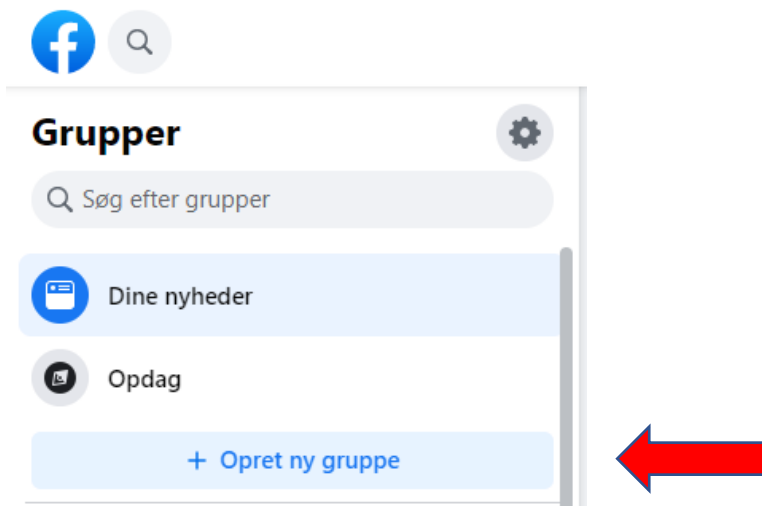 Grupper
Søg efter grupper
Dine nyheder
Opdag
+ Opret ny gruppe